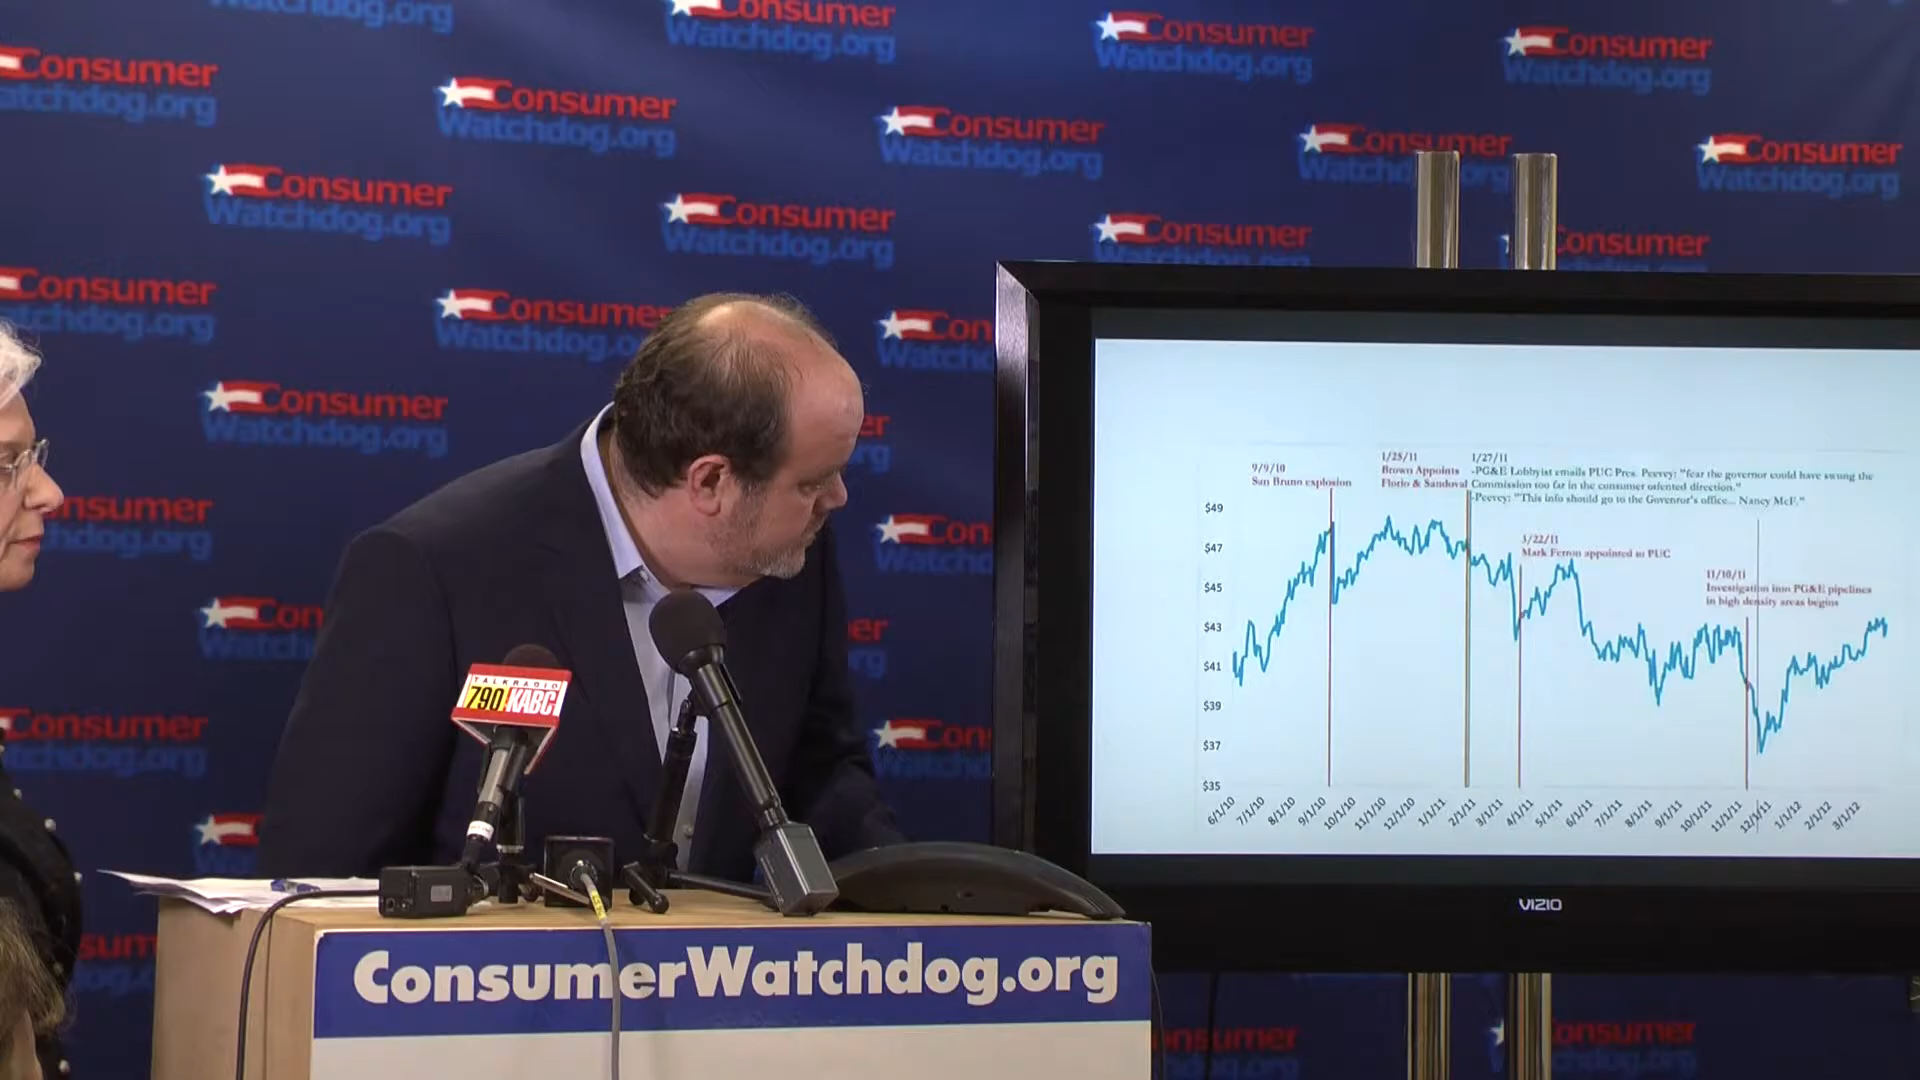 Consumer
Watchdog.org
TALKRADIO
790 KABC
ConsumerWatchdog.org
9/9/10
San Bruno explosion
1/25/11
Brown Appoints
Florio & Sandoval
1/27/11
-PG&E Lobbyist emails PUC Pres. Peevey: "fear the governor could have swung the
Commission too far in the consumer oriented direction."
-Peevey: "This info should go to the Govenror's office... Nancy McF."
3/22/11
Mark Ferron appointed to PUC
11/10/11
Investigation into PG&E pipelines
in high density areas begins
$49
$47
$45
$43
$41
$39
$37
$35
6/1/10
7/1/10
8/1/10
9/1/10
10/1/10
11/1/10
12/1/10
1/1/11
2/1/11
3/1/11
4/1/11
5/1/11
6/1/11
7/1/11
8/1/11
9/1/11
10/1/11
11/1/11
12/1/11
1/1/12
2/1/12
3/1/12
VIZIO